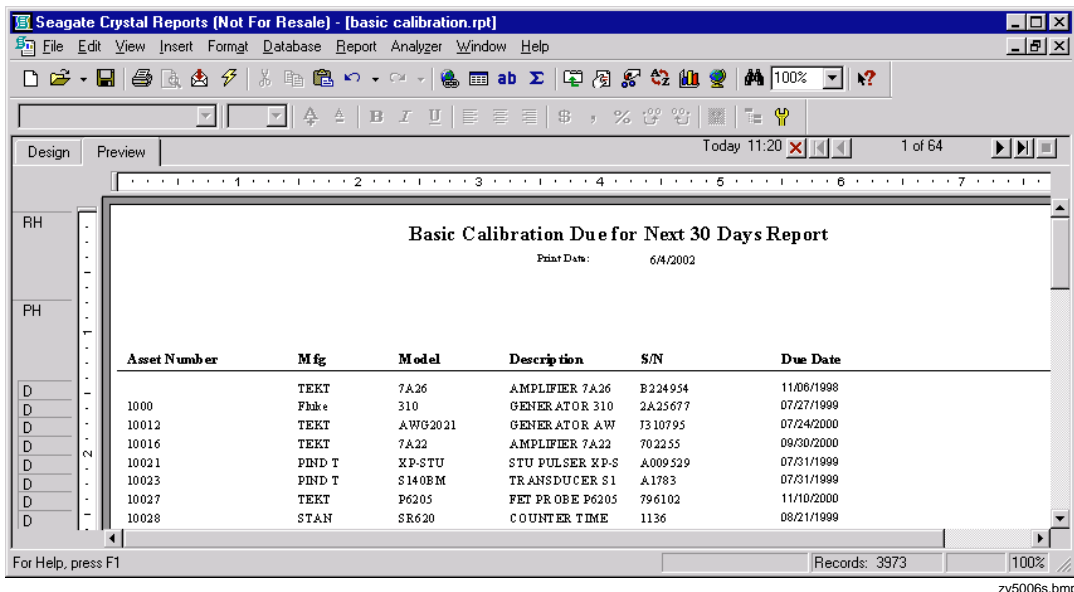 Seagate Crystal Reports (Not For Resale) - [basic calibration.rpt]
File Edit View Insert Format Database Report Analyzer Window Help
ab Σ 100%
B I U $ , %
Design Preview Today 11:20 1 of 64
1 2 3 4 5 6 7
RH
Basic Calibration Due for Next 30 Days Report
Print Date: 6/4/2002
PH
1
Asset Number Mfg Model Description S/N Due Date
D TEKT 7A26 AMPLIFIER 7A26 B224954 11/06/1998
D 1000 Fluke 310 GENERATOR 310 2A25677 07/27/1999
D 10012 TEKT AWG2021 GENERATOR AW J310795 07/24/2000
D 10016 TEKT 7A22 AMPLIFIER 7A22 702255 09/30/2000
2
D 10021 PIND T XP-STU STU PULSER XP-S A009529 07/31/1999
D 10023 PIND T S140BM TRANSDUCER S1 A1783 07/31/1999
D 10027 TEKT P6205 FET PROBE P6205 796102 11/10/2000
D 10028 STAN SR620 COUNTER TIME 1136 08/21/1999
For Help, press F1 Records: 3973 100%
zv5006s.bmp